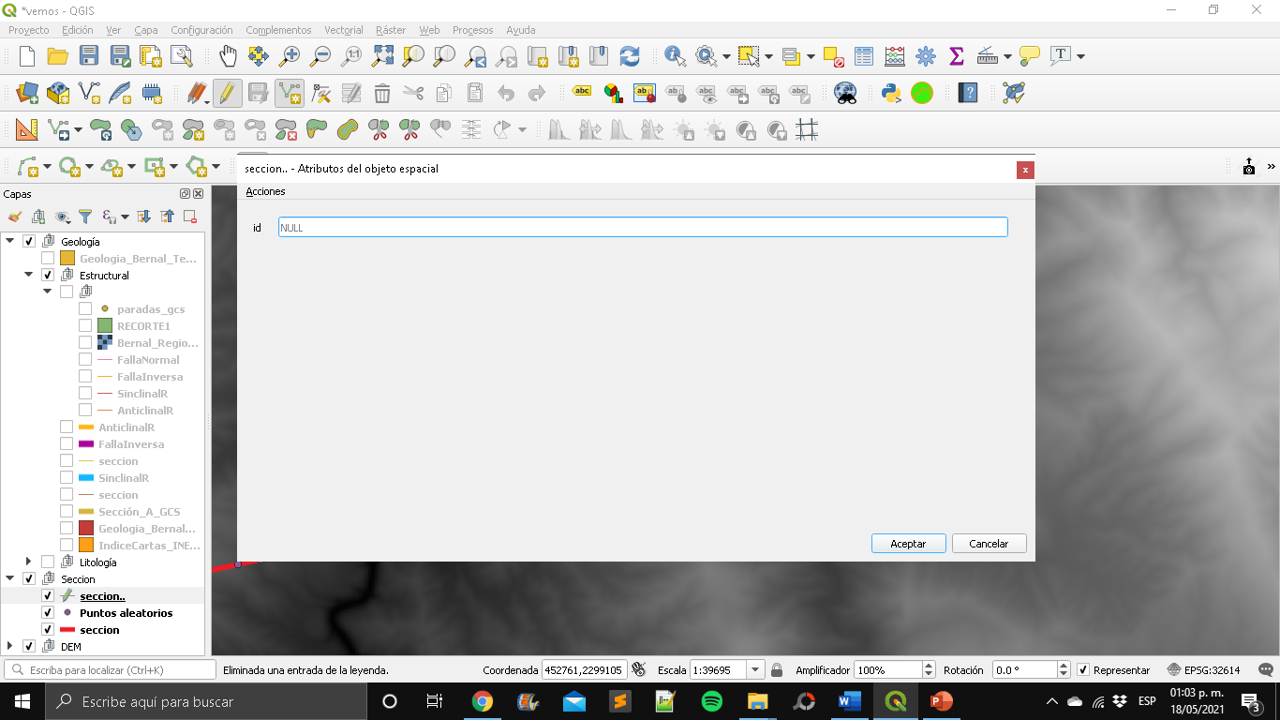 *vemos - QGIS
Proyecto Edición Ver Capa Configuración Complementos Vectorial Ráster Web Procesos Ayuda
seccion.. - Atributos del objeto espacial
Acciones
id NULL
Aceptar Cancelar
Capas
Geología
Geologia_Bernal_Te...
Estructural
paradas_gcs
RECORTE1
Bernal_Regio...
FallaNormal
FallaInversa
SinclinalR
AnticlinalR
AnticlinalR
FallaInversa
seccion
SinclinalR
seccion
Sección_A_GCS
Geologia_Bernal...
IndiceCartas_INE...
Litología
Seccion
seccion..
Puntos aleatorios
seccion
DEM
Escriba para localizar (Ctrl+K) Eliminada una entrada de la leyenda. Coordenada 452761,2299105 Escala 1:39695 Amplificador 100% Rotación 0.0 ° Representar EPSG:32614
Escribe aquí para buscar
ESP
01:03 p. m.
18/05/2021
3